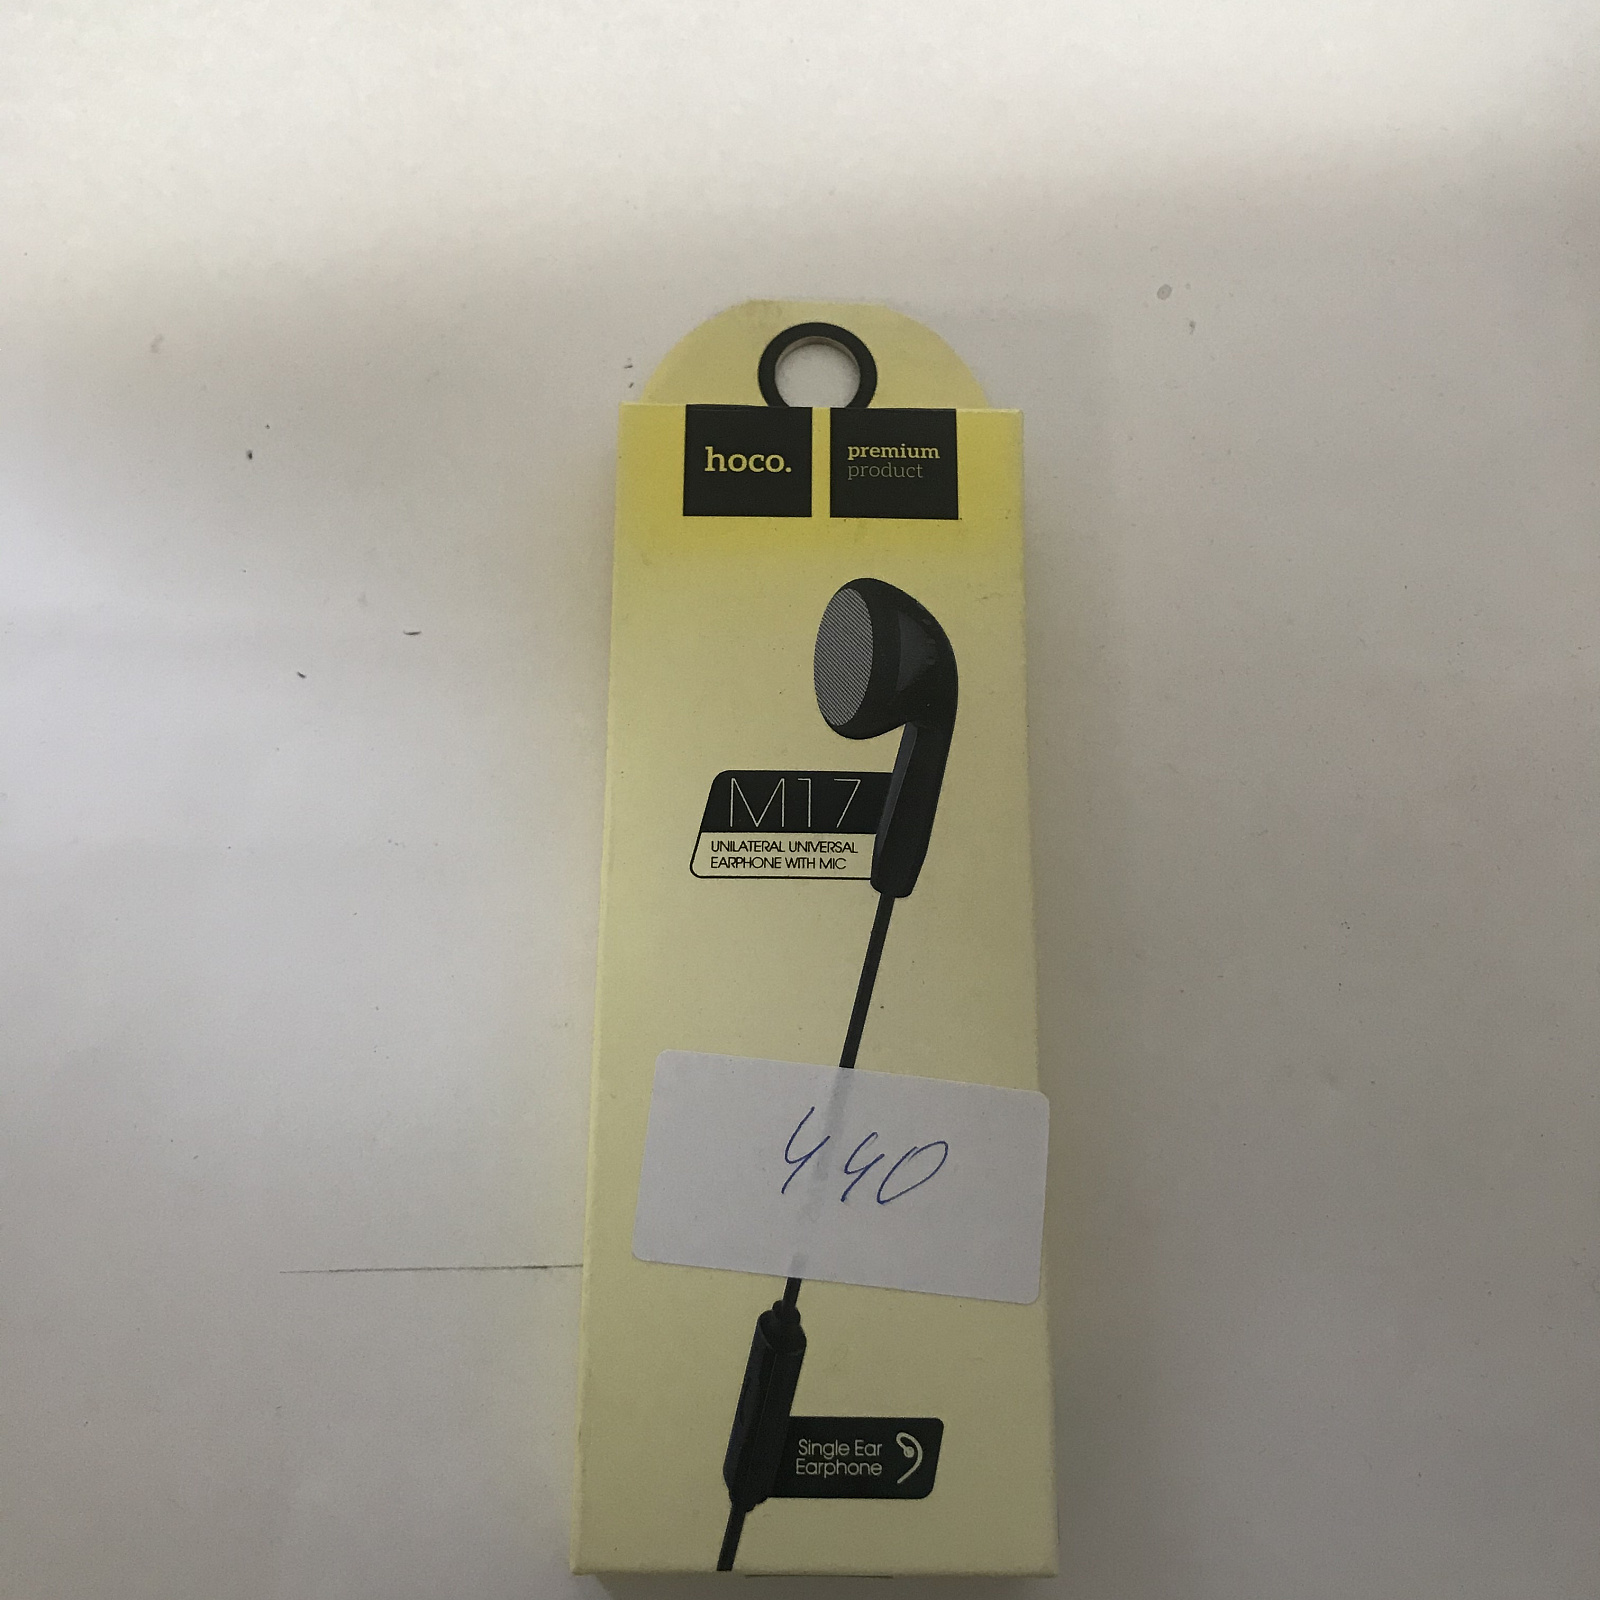 hoco.
premium
product
M17
UNILATERAL UNIVERSAL
EARPHONE WITH MIC
440
Single Ear
Earphone